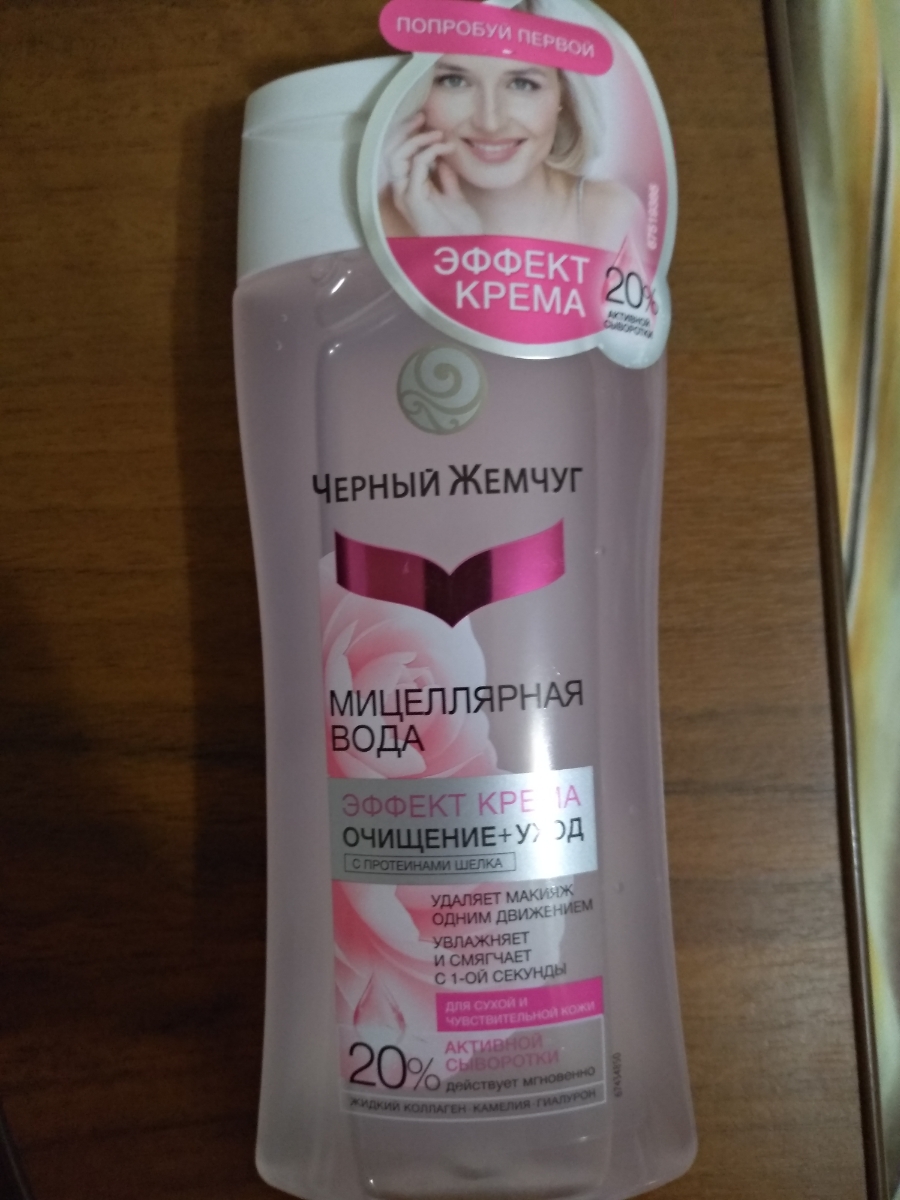 ПОПРОБУЙ ПЕРВОЙ
67519386
ЭФФЕКТ
КРЕМА
20%
АКТИВНОЙ
СЫВОРОТКИ
ЧЕРНЫЙ ЖЕМЧУГ
МИЦЕЛЛЯРНАЯ
ВОДА
ЭФФЕКТ КРЕМА
ОЧИЩЕНИЕ+УХОД
С ПРОТЕИНАМИ ШЕЛКА
УДАЛЯЕТ МАКИЯЖ
ОДНИМ ДВИЖЕНИЕМ
УВЛАЖНЯЕТ
И СМЯГЧАЕТ
С 1-ОЙ СЕКУНДЫ
ДЛЯ СУХОЙ И
ЧУВСТВИТЕЛЬНОЙ КОЖИ
20%
АКТИВНОЙ
СЫВОРОТКИ
действует мгновенно
ЖИДКИЙ КОЛЛАГЕН КАМЕЛИЯ ГИАЛУРОН